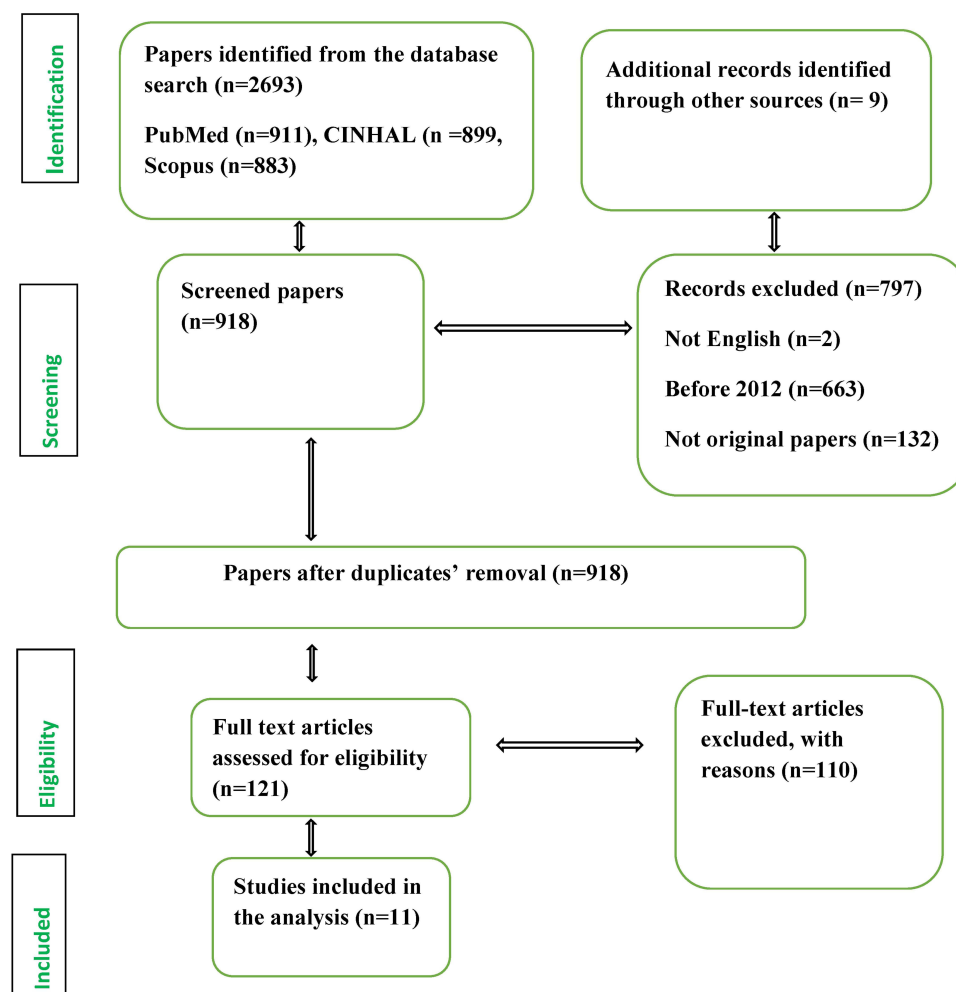 Identification
Papers identified from the database
search (n=2693)
PubMed (n=911), CINHAL (n =899,
Scopus (n=883)
Additional records identified
through other sources (n= 9)
Screening
Screened papers
(n=918)
Records excluded (n=797)
Not English (n=2)
Before 2012 (n=663)
Not original papers (n=132)
Papers after duplicates’ removal (n=918)
Eligibility
Full text articles
assessed for eligibility
(n=121)
Full-text articles
excluded, with
reasons (n=110)
Included
Studies included in
the analysis (n=11)